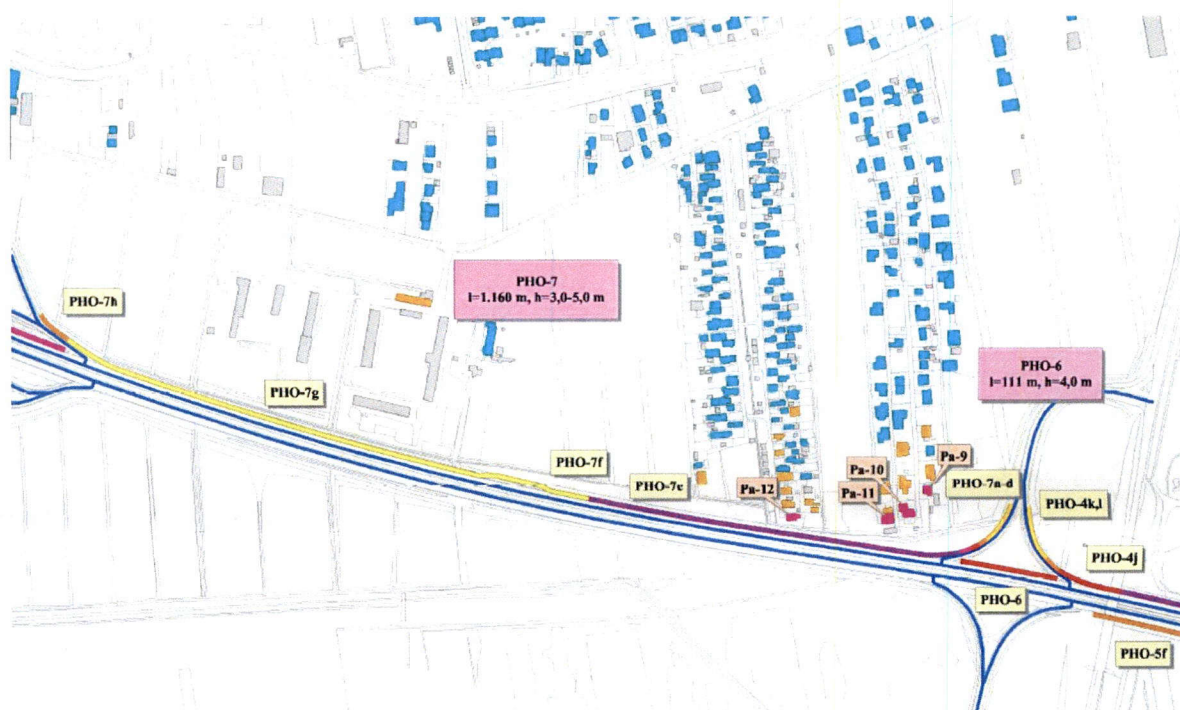 PHO-7
l=1.160 m, h=3,0-5,0 m
PHO-7h
PHO-6
l=111 m, h=4,0 m
PHO-7g
PHO-7f
Pa-9
Pa-10
PHO-7e
Pa-12
Pa-11
PHO-7a-d
PHO-4k,l
PHO-4j
PHO-6
PHO-5f